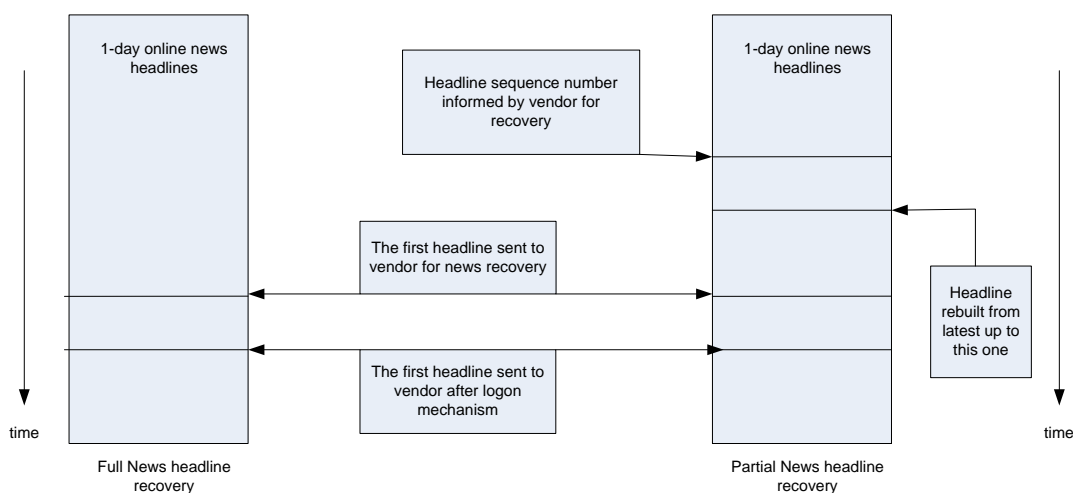 1-day online news
headlines
Headline sequence number
informed by vendor for
recovery
1-day online news
headlines
The first headline sent to
vendor for news recovery
Headline
rebuilt from
latest up to
this one
The first headline sent to
vendor after logon
mechanism
time
time
Full News headline
recovery
Partial News headline
recovery